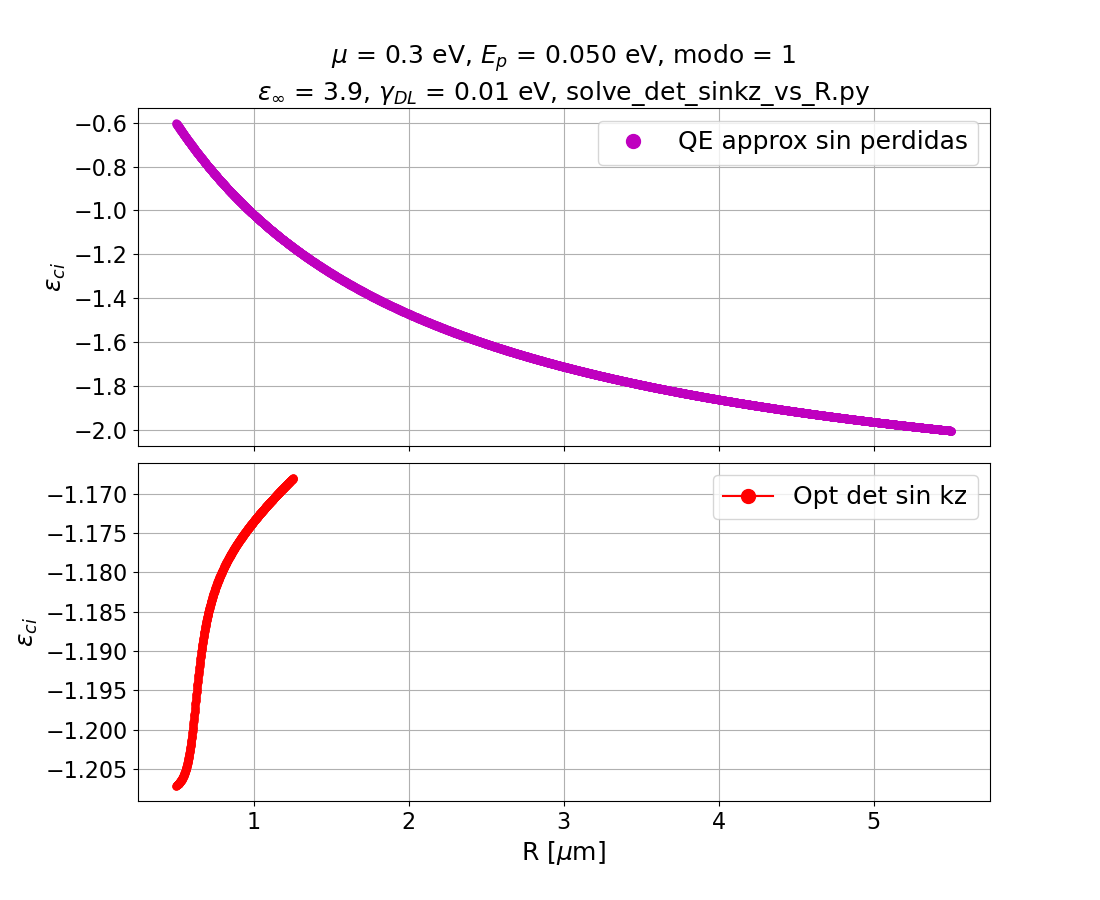 μ = 0.3 eV, E_p = 0.050 eV, modo = 1
ε_∞ = 3.9, γ_DL = 0.01 eV, solve_det_sinkz_vs_R.py
QE approx sin perdidas
−0.6
−0.8
−1.0
−1.2
−1.4
−1.6
−1.8
−2.0
ε_ci
Opt det sin kz
−1.170
−1.175
−1.180
−1.185
−1.190
−1.195
−1.200
−1.205
ε_ci
1 2 3 4 5
R [μm]